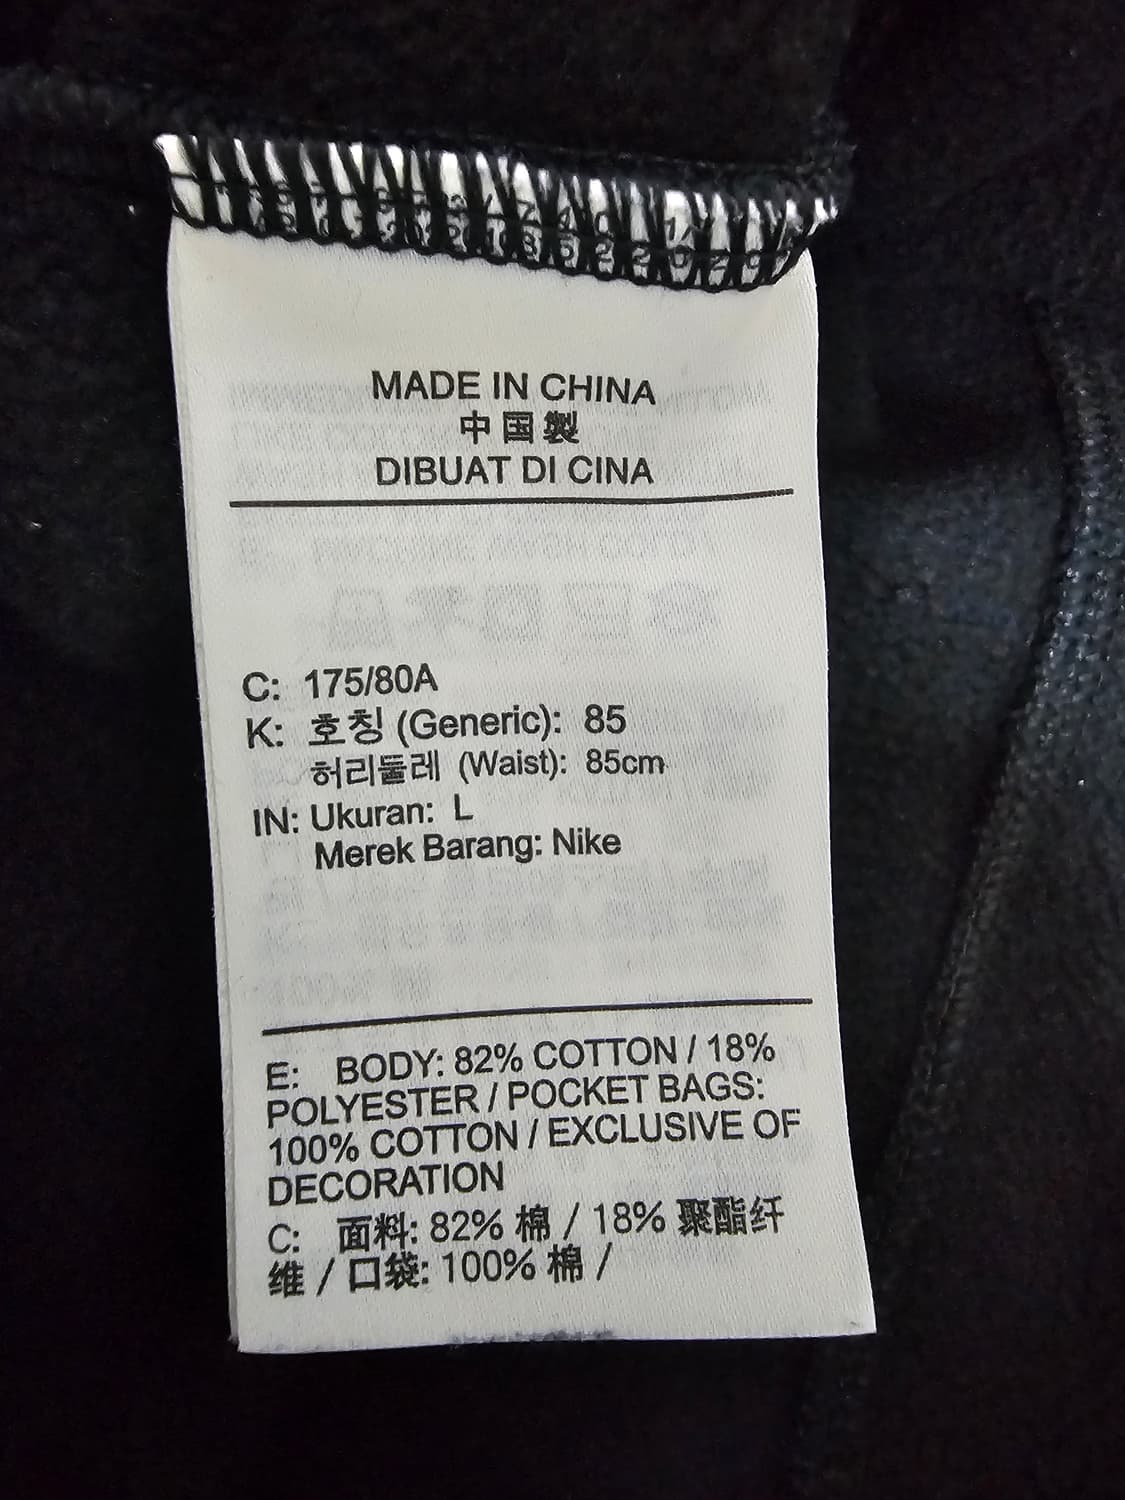 MADE IN CHINA
中国製
DIBUAT DI CINA
C: 175/80A
K: 호칭 (Generic): 85
허리둘레 (Waist): 85cm
IN: Ukuran: L
Merek Barang: Nike
E: BODY: 82% COTTON / 18%
POLYESTER / POCKET BAGS:
100% COTTON / EXCLUSIVE OF
DECORATION
C: 面料: 82% 棉 / 18% 聚酯纤
维 / 口袋: 100% 棉 /